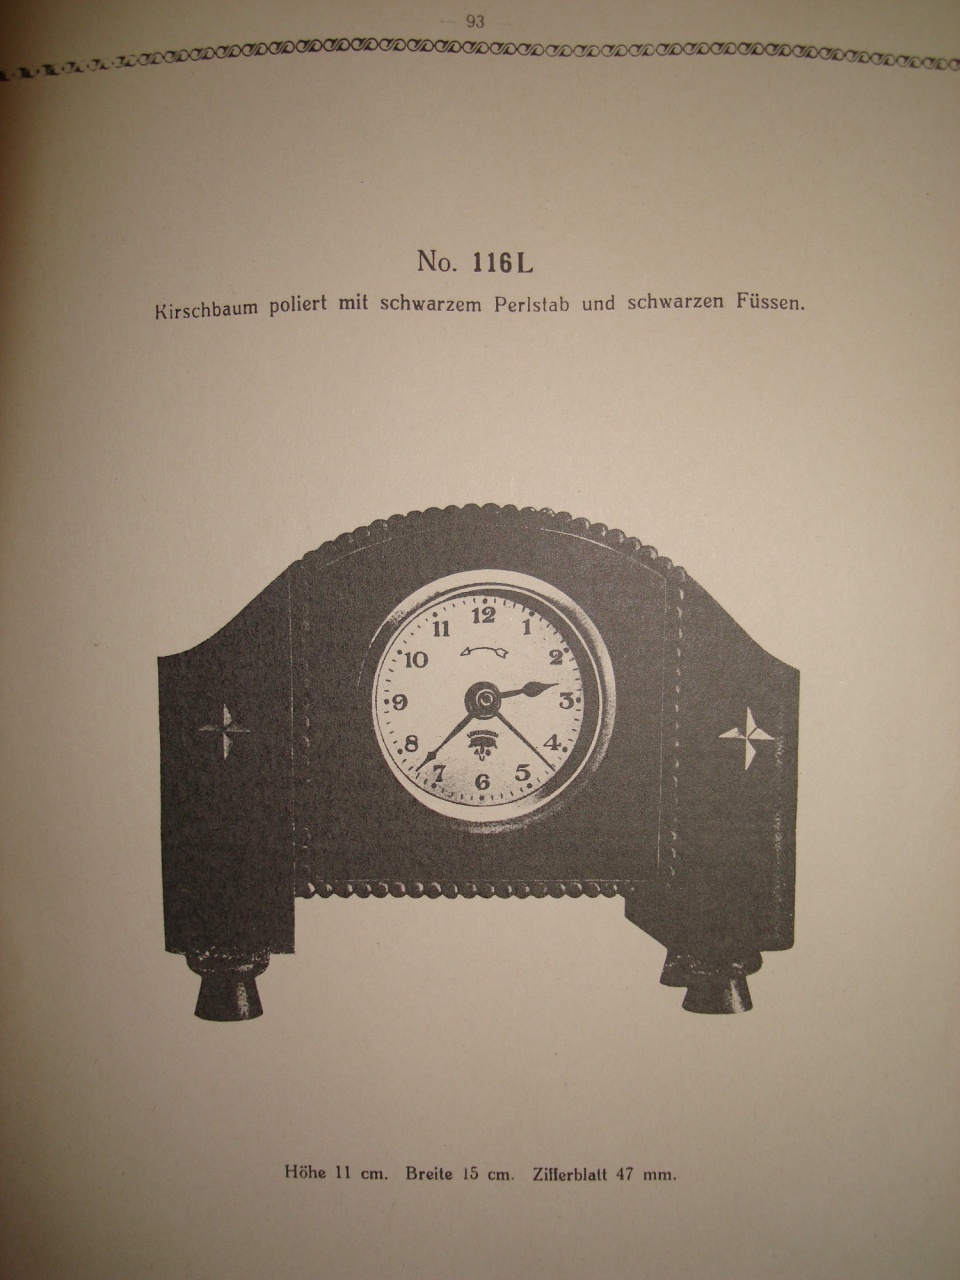 — 93 —
No. 116 L
Kirschbaum poliert mit schwarzem Perlstab und schwarzen Füssen.
12
11 1
10 2
9 3
8 4
7 5
6
Höhe 11 cm. Breite 15 cm. Zifferblatt 47 mm.